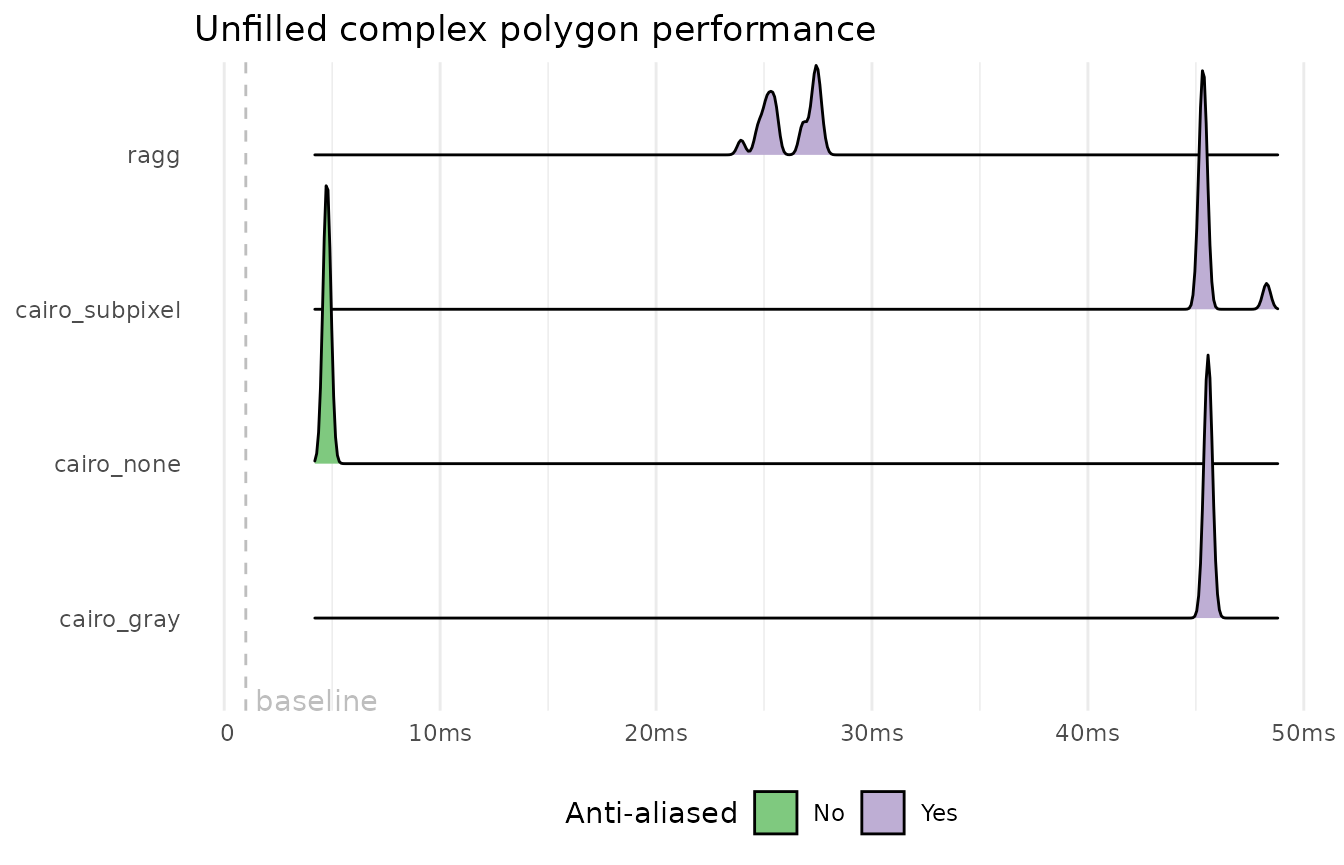 Unfilled complex polygon performance
ragg
cairo_subpixel
cairo_none
cairo_gray
baseline
0 10ms 20ms 30ms 40ms 50ms
Anti-aliased No Yes